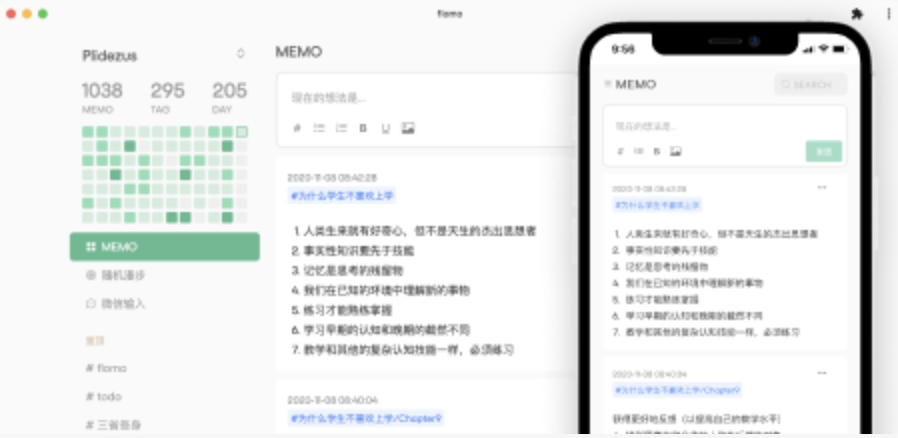 flomo
Plidezus
1038 295 205
MEMO TAG DAY
MEMO
随机漫步
微信输入
置顶
# flomo
# todo
# 三省吾身
MEMO
现在的想法是...
# B U
2020-11-08 08:42:28
#为什么学生不喜欢上学
1. 人类生来就有好奇心，但不是天生的杰出思想者
2. 事实性知识要先于技能
3. 记忆是思考的残留物
4. 我们在已知的环境中理解新的事物
5. 练习才能熟练掌握
6. 学习早期的认知和晚期的截然不同
7. 教学和其他的复杂认知技能一样，必须练习
2020-11-08 08:40:04
#为什么学生不喜欢上学/Chapter9
9:56
MEMO
SEARCH
现在的想法是...
# B
发送
2020-11-08 08:42:28
#为什么学生不喜欢上学
1. 人类生来就有好奇心，但不是天生的杰出思想者
2. 事实性知识要先于技能
3. 记忆是思考的残留物
4. 我们在已知的环境中理解新的事物
5. 练习才能熟练掌握
6. 学习早期的认知和晚期的截然不同
7. 教学和其他的复杂认知技能一样，必须练习
2020-11-08 08:40:04
#为什么学生不喜欢上学/Chapter9
获得更好地反感（以提高自己的教学水平）